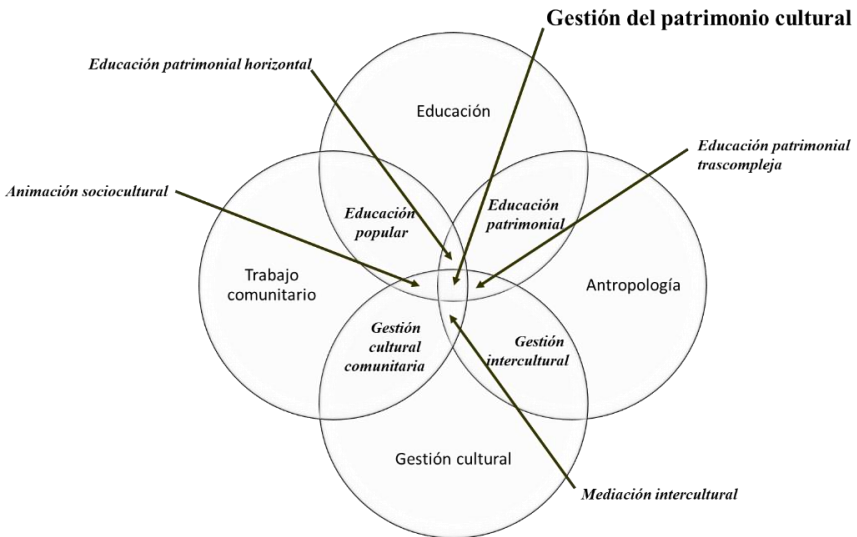 Gestión del patrimonio cultural
Educación patrimonial horizontal
Educación
Educación patrimonial
trascompleja
Animación sociocultural
Educación
popular
Educación
patrimonial
Trabajo
comunitario
Antropología
Gestión
cultural
comunitaria
Gestión
intercultural
Gestión cultural
Mediación intercultural